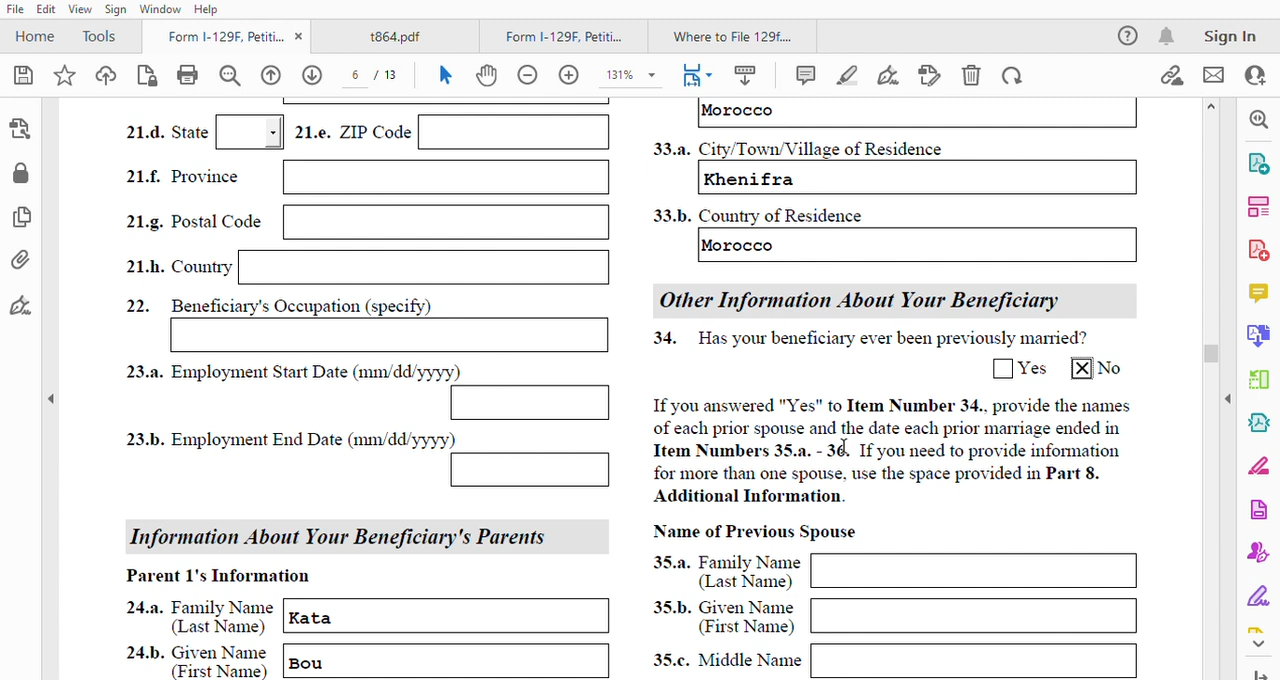 File Edit View Sign Window Help
Home Tools Form I-129F, Petiti... × t864.pdf Form I-129F, Petiti... Where to File 129f.... Sign In
6 / 13 131%
21.d. State 21.e. ZIP Code
21.f. Province
21.g. Postal Code
21.h. Country
22. Beneficiary's Occupation (specify)
23.a. Employment Start Date (mm/dd/yyyy)
23.b. Employment End Date (mm/dd/yyyy)
Information About Your Beneficiary's Parents
Parent 1's Information
24.a. Family Name
(Last Name)
Kata
24.b. Given Name
(First Name)
Bou
Morocco
33.a. City/Town/Village of Residence
Khenifra
33.b. Country of Residence
Morocco
Other Information About Your Beneficiary
34. Has your beneficiary ever been previously married?
Yes No
If you answered "Yes" to Item Number 34., provide the names
of each prior spouse and the date each prior marriage ended in
Item Numbers 35.a. - 36. If you need to provide information
for more than one spouse, use the space provided in Part 8.
Additional Information.
Name of Previous Spouse
35.a. Family Name
(Last Name)
35.b. Given Name
(First Name)
35.c. Middle Name